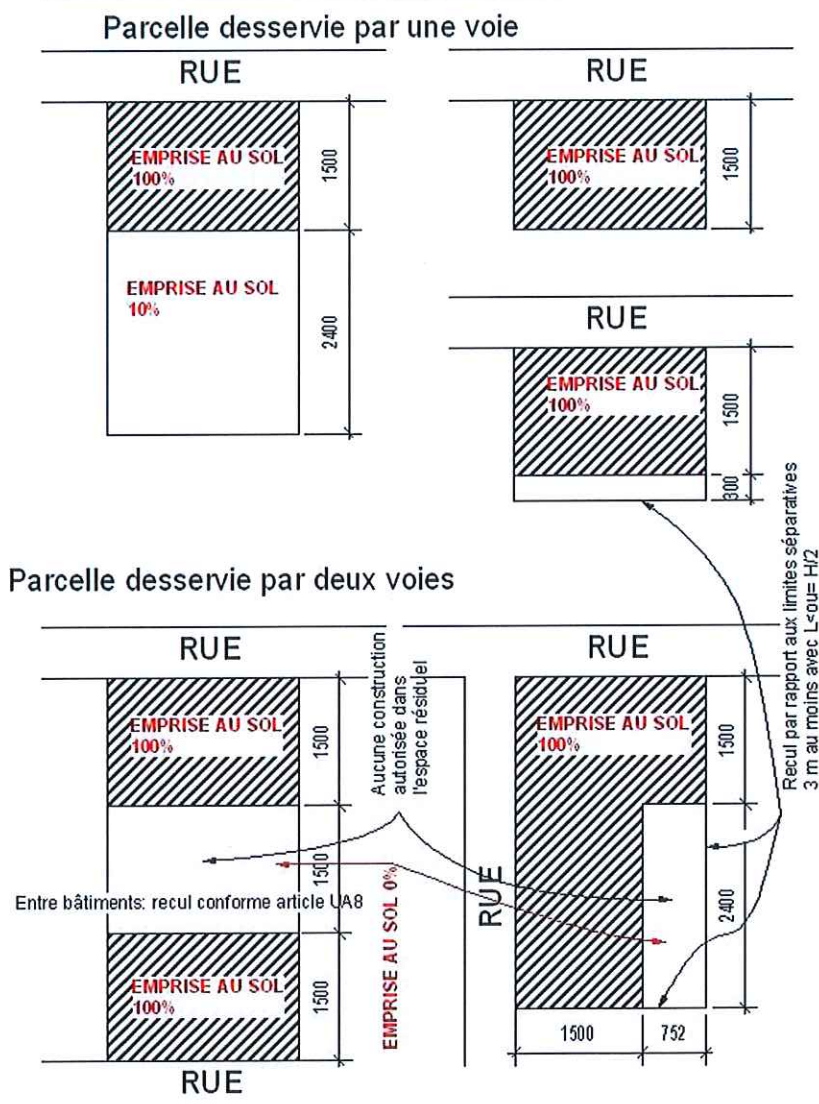 Parcelle desservie par une voie
RUE
EMPRISE AU SOL
100%
1500
EMPRISE AU SOL
10%
2400
RUE
EMPRISE AU SOL
100%
1500
RUE
EMPRISE AU SOL
100%
1500
300
Recul par rapport aux limites séparatives
3 m au moins avec L<ou= H/2
Parcelle desservie par deux voies
RUE
EMPRISE AU SOL
100%
1500
Aucune construction
autorisée dans
l'espace résiduel
1500
Entre bâtiments: recul conforme article UA8
EMPRISE AU SOL 0%
EMPRISE AU SOL
100%
1500
RUE
RUE
EMPRISE AU SOL
100%
1500
RUE
2400
1500
752